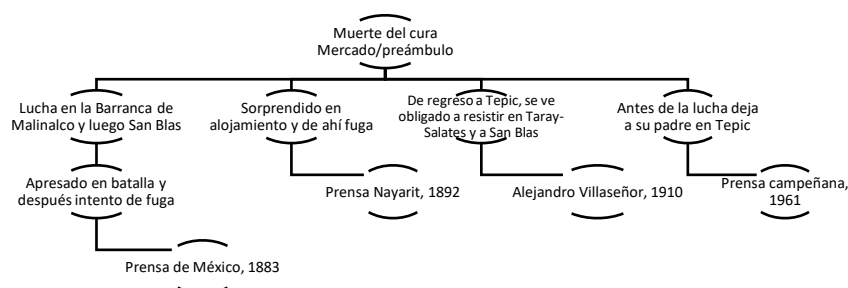 Muerte del cura
Mercado/preámbulo
Lucha en la Barranca de
Malinalco y luego San Blas
Sorprendido en
alojamiento y de ahí fuga
De regreso a Tepic, se ve
obligado a resistir en Taray-
Salates y a San Blas
Antes de la lucha deja
a su padre en Tepic
Apresado en batalla y
después intento de fuga
Prensa Nayarit, 1892
Alejandro Villaseñor, 1910
Prensa campeñana,
1961
Prensa de México, 1883